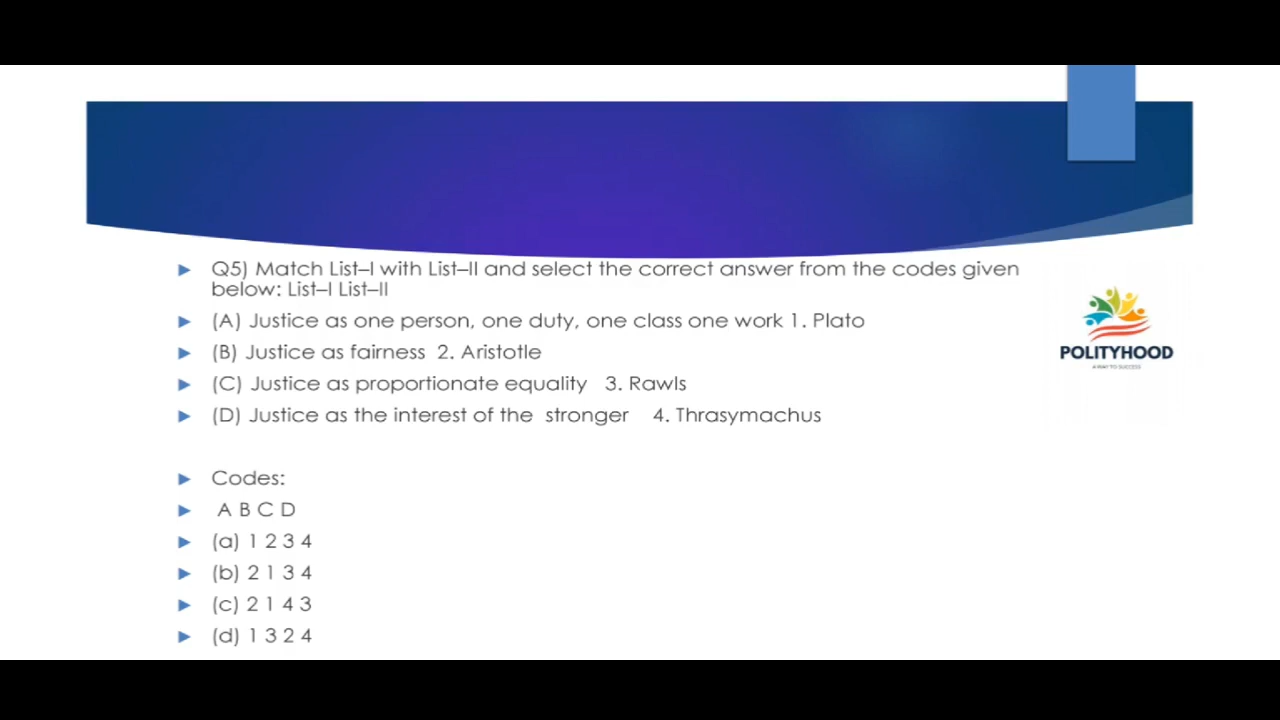 Q5) Match List–I with List–II and select the correct answer from the codes given
below: List–I List–II
(A) Justice as one person, one duty, one class one work 1. Plato
(B) Justice as fairness 2. Aristotle
(C) Justice as proportionate equality 3. Rawls
(D) Justice as the interest of the stronger 4. Thrasymachus
POLITYHOOD
A WAY TO SUCCESS
Codes:
A B C D
(a) 1 2 3 4
(b) 2 1 3 4
(c) 2 1 4 3
(d) 1 3 2 4